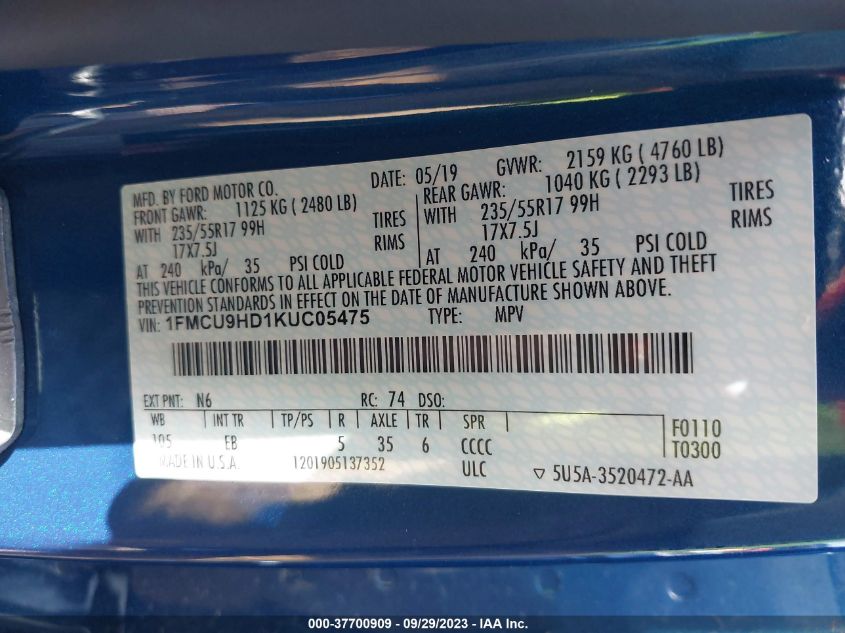 MFD. BY FORD MOTOR CO. DATE: 05/19 GVWR: 2159 KG ( 4760 LB)
FRONT GAWR: 1125 KG ( 2480 LB) REAR GAWR: 1040 KG ( 2293 LB)
WITH 235/55R17 99H TIRES WITH 235/55R17 99H TIRES
17X7.5J RIMS 17X7.5J RIMS
AT 240 kPa/ 35 PSI COLD AT 240 kPa/ 35 PSI COLD
THIS VEHICLE CONFORMS TO ALL APPLICABLE FEDERAL MOTOR VEHICLE SAFETY AND THEFT
PREVENTION STANDARDS IN EFFECT ON THE DATE OF MANUFACTURE SHOWN ABOVE.
VIN: 1FMCU9HD1KUC05475 TYPE: MPV
EXT PNT: N6 RC: 74 DSO:
WB INT TR TP/PS R AXLE TR SPR F0110
105 EB 5 35 6 CCCC T0300
MADE IN U.S.A. 1201905137352 ULC ▽ 5U5A-3520472-AA
000-37700909 - 09/29/2023 - IAA Inc.